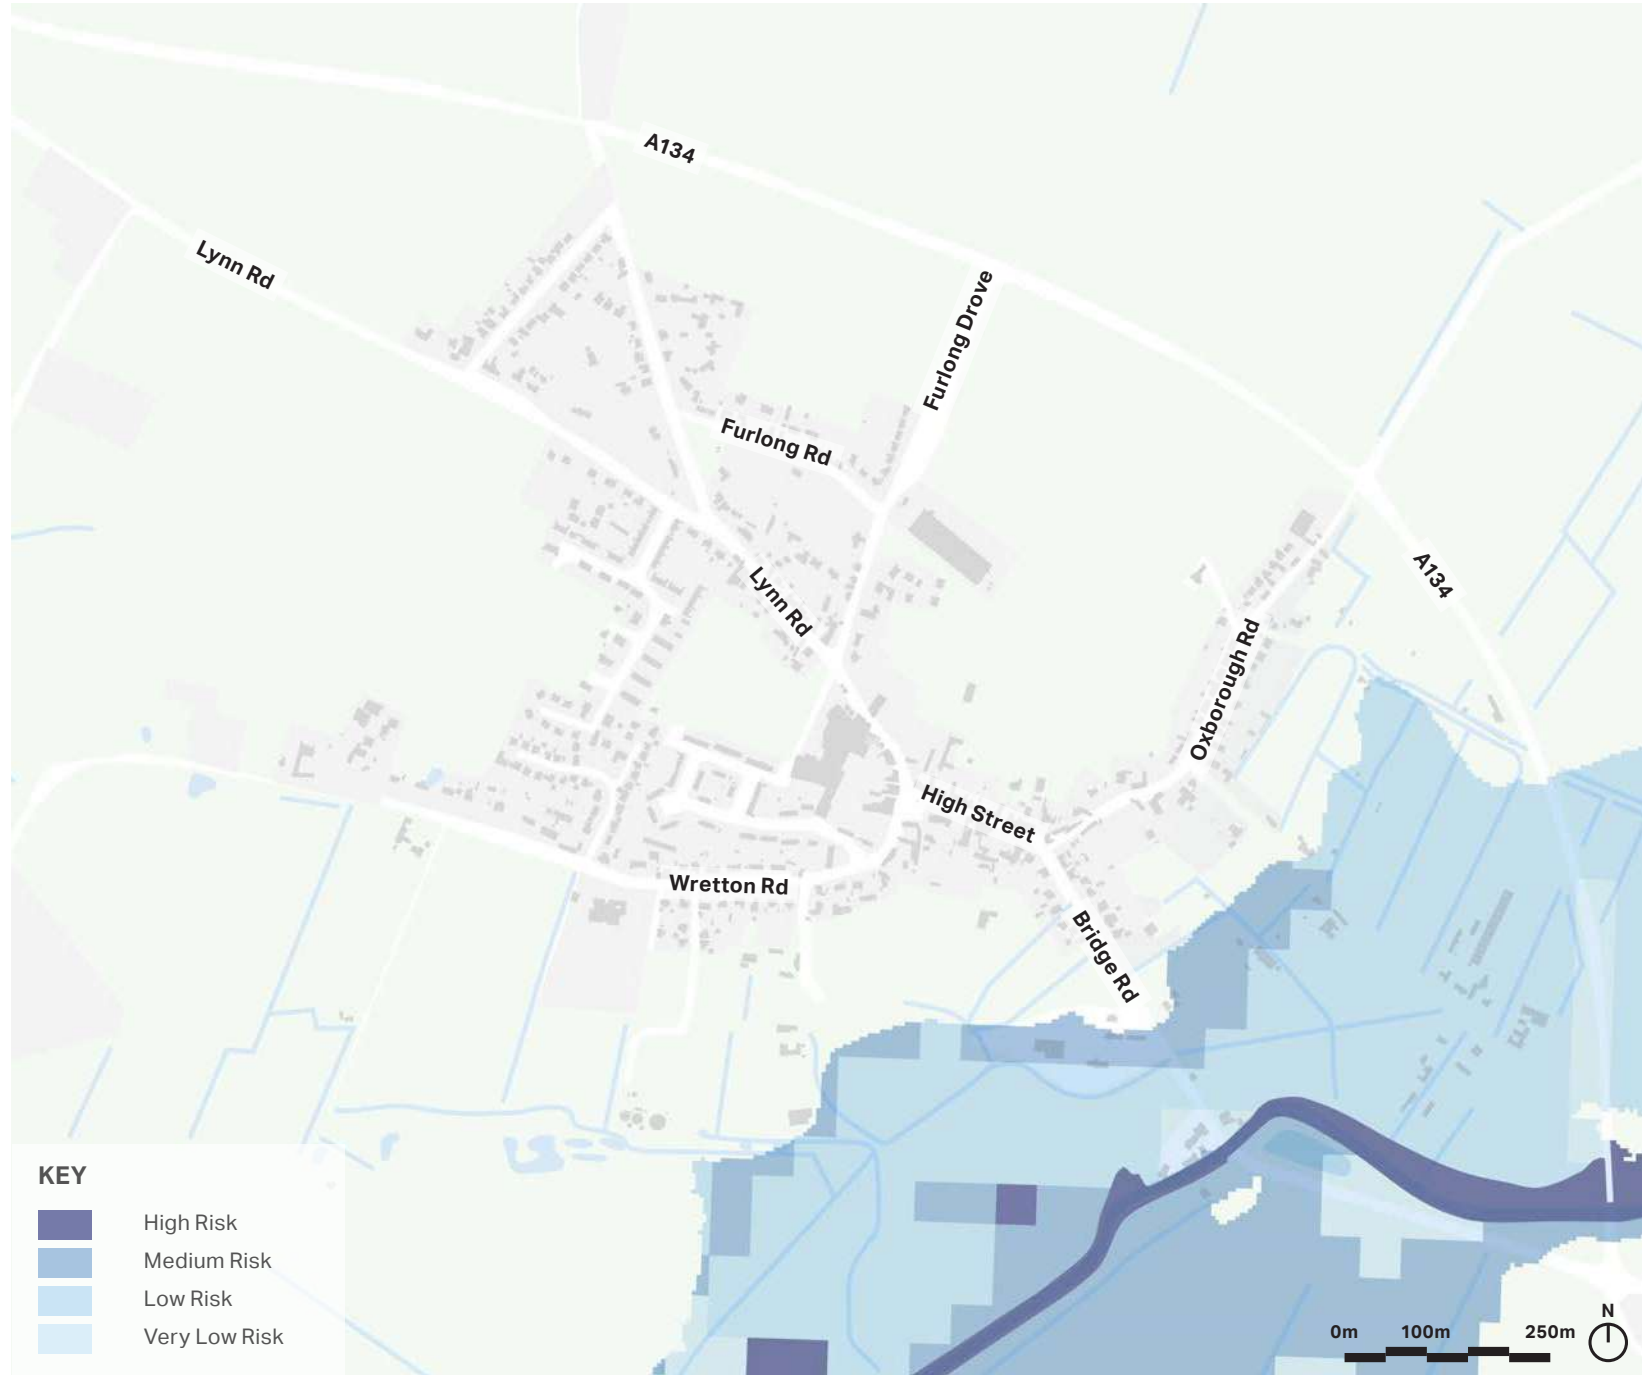 A134
Lynn Rd
Furlong Drove
Furlong Rd
A134
Lynn Rd
Oxborough Rd
High Street
Wretton Rd
Bridge Rd
KEY
High Risk
Medium Risk
Low Risk
Very Low Risk
N
0m 100m 250m